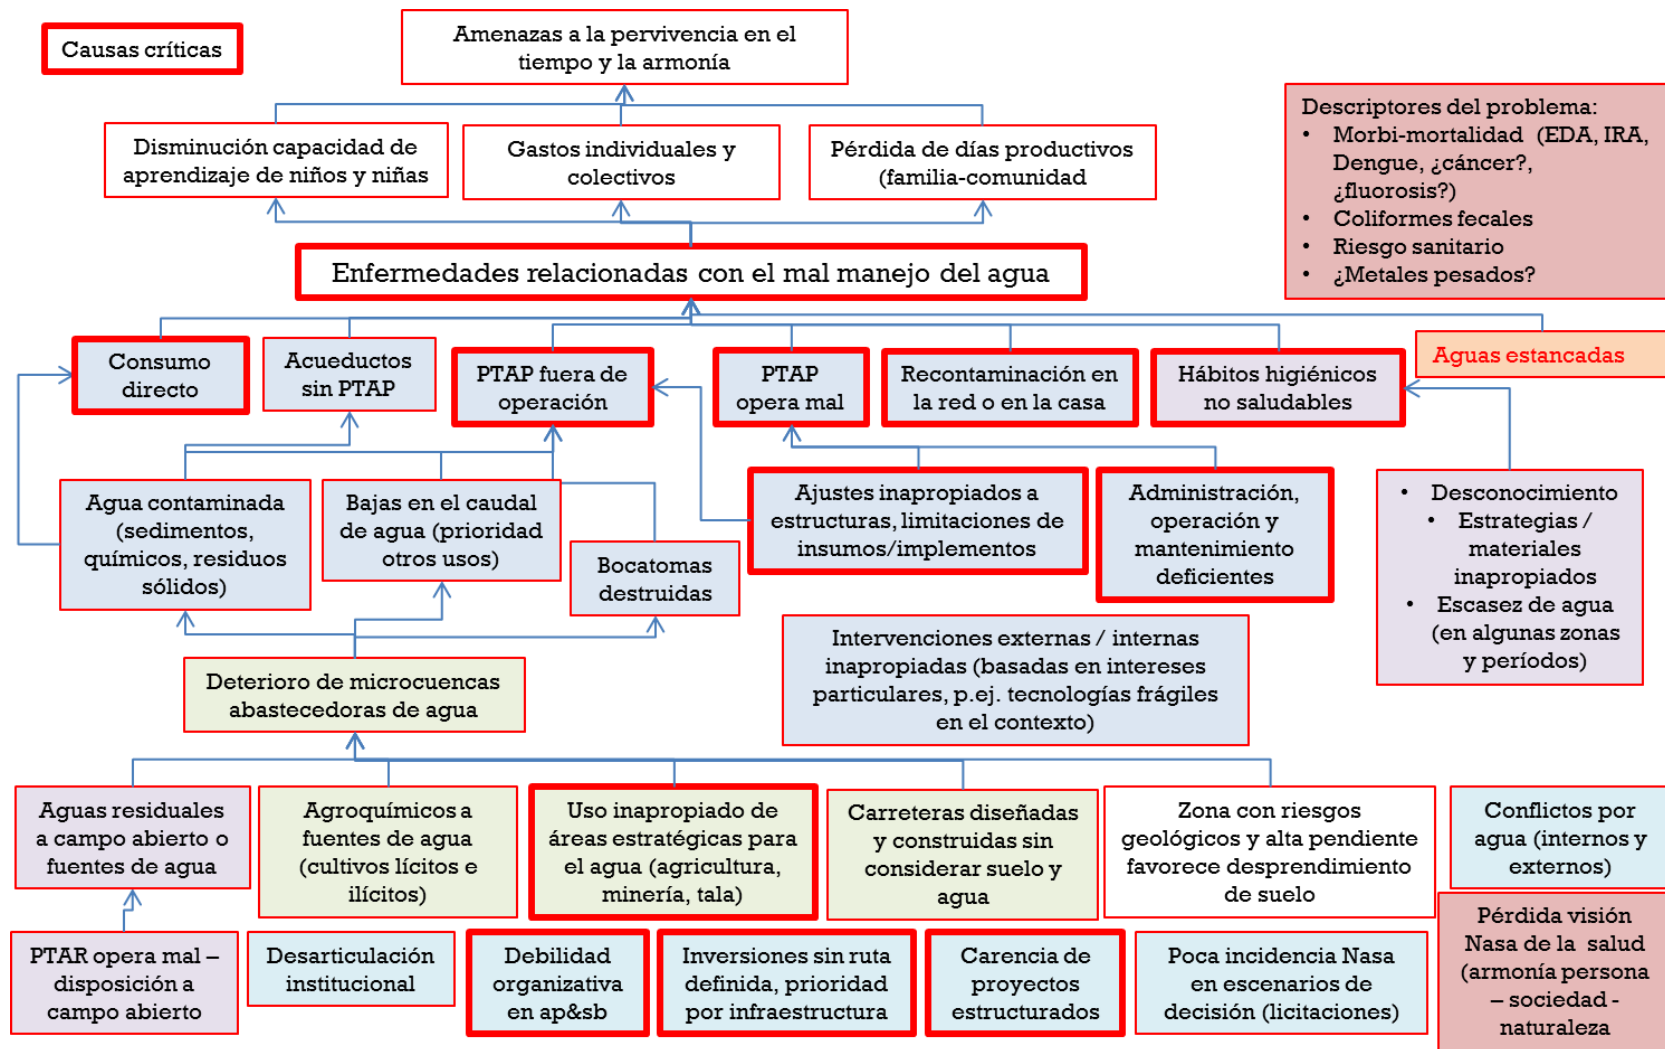 Causas críticas
Amenazas a la pervivencia en el
tiempo y la armonía
Disminución capacidad de
aprendizaje de niños y niñas
Gastos individuales y
colectivos
Pérdida de días productivos
(familia-comunidad
Descriptores del problema:
• Morbi-mortalidad (EDA, IRA,
Dengue, ¿cáncer?,
¿fluorosis?)
• Coliformes fecales
• Riesgo sanitario
• ¿Metales pesados?
Enfermedades relacionadas con el mal manejo del agua
Consumo
directo
Acueductos
sin PTAP
PTAP fuera de
operación
PTAP
opera mal
Recontaminación en
la red o en la casa
Hábitos higiénicos
no saludables
Aguas estancadas
Agua contaminada
(sedimentos,
químicos, residuos
sólidos)
Bajas en el caudal
de agua (prioridad
otros usos)
Bocatomas
destruidas
Ajustes inapropiados a
estructuras, limitaciones de
insumos/implementos
Administración,
operación y
mantenimiento
deficientes
• Desconocimiento
• Estrategias /
materiales
inapropiados
• Escasez de agua
(en algunas zonas
y períodos)
Intervenciones externas / internas
inapropiadas (basadas en intereses
particulares, p.ej. tecnologías frágiles
en el contexto)
Deterioro de microcuencas
abastecedoras de agua
Aguas residuales
a campo abierto o
fuentes de agua
Agroquímicos a
fuentes de agua
(cultivos lícitos e
ilícitos)
Uso inapropiado de
áreas estratégicas para
el agua (agricultura,
minería, tala)
Carreteras diseñadas
y construidas sin
considerar suelo y
agua
Zona con riesgos
geológicos y alta pendiente
favorece desprendimiento
de suelo
Conflictos por
agua (internos y
externos)
PTAR opera mal –
disposición a
campo abierto
Desarticulación
institucional
Debilidad
organizativa
en ap&sb
Inversiones sin ruta
definida, prioridad
por infraestructura
Carencia de
proyectos
estructurados
Poca incidencia Nasa
en escenarios de
decisión (licitaciones)
Pérdida visión
Nasa de la salud
(armonía persona
– sociedad -
naturaleza